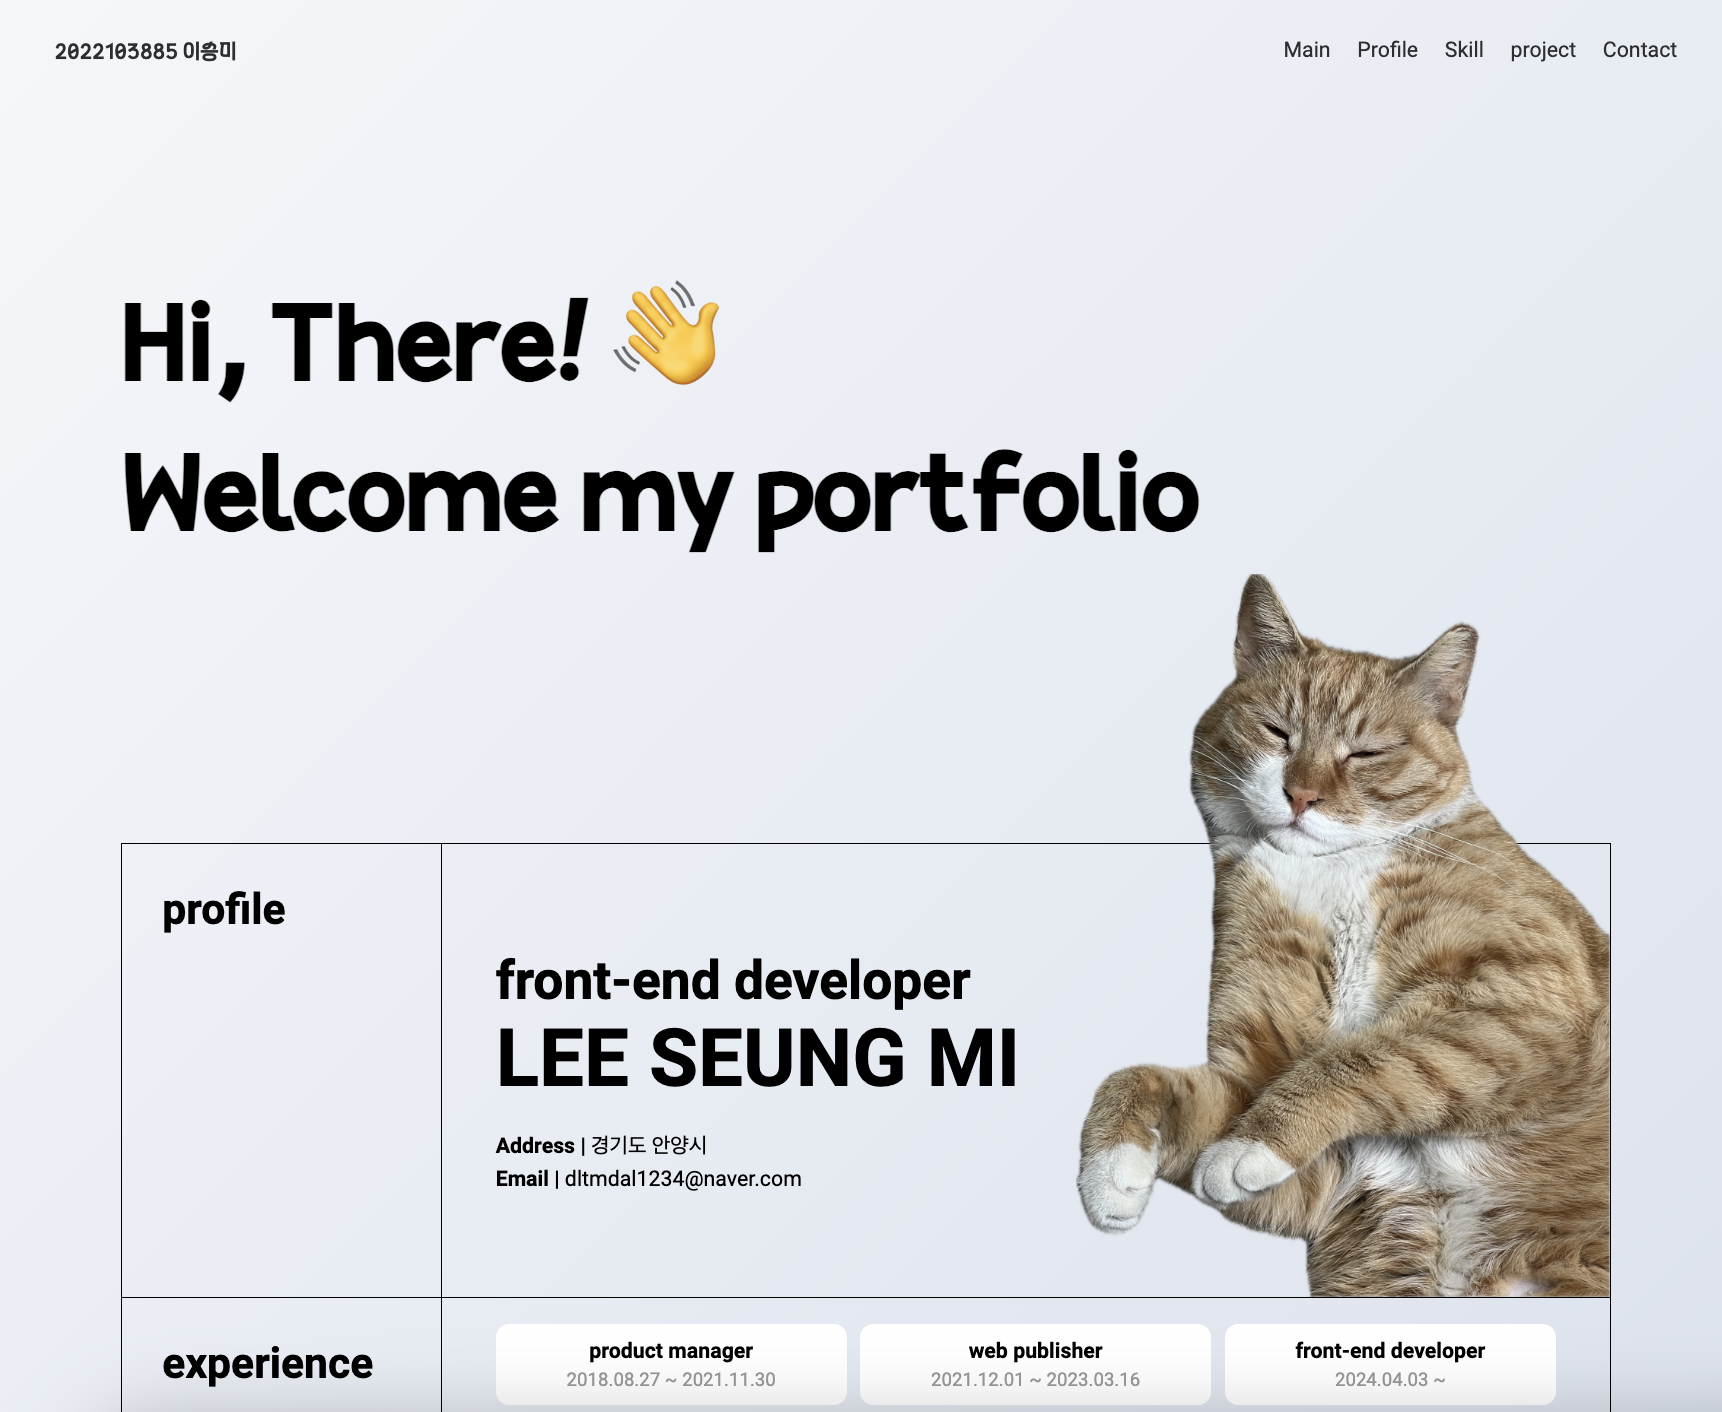 2022103885 이승미
Main Profile Skill project Contact
Hi, There! 👋
Welcome my portfolio
profile
front-end developer
LEE SEUNG MI
Address | 경기도 안양시
Email | dltmdal1234@naver.com
experience
product manager
2018.08.27 ~ 2021.11.30
web publisher
2021.12.01 ~ 2023.03.16
front-end developer
2024.04.03 ~